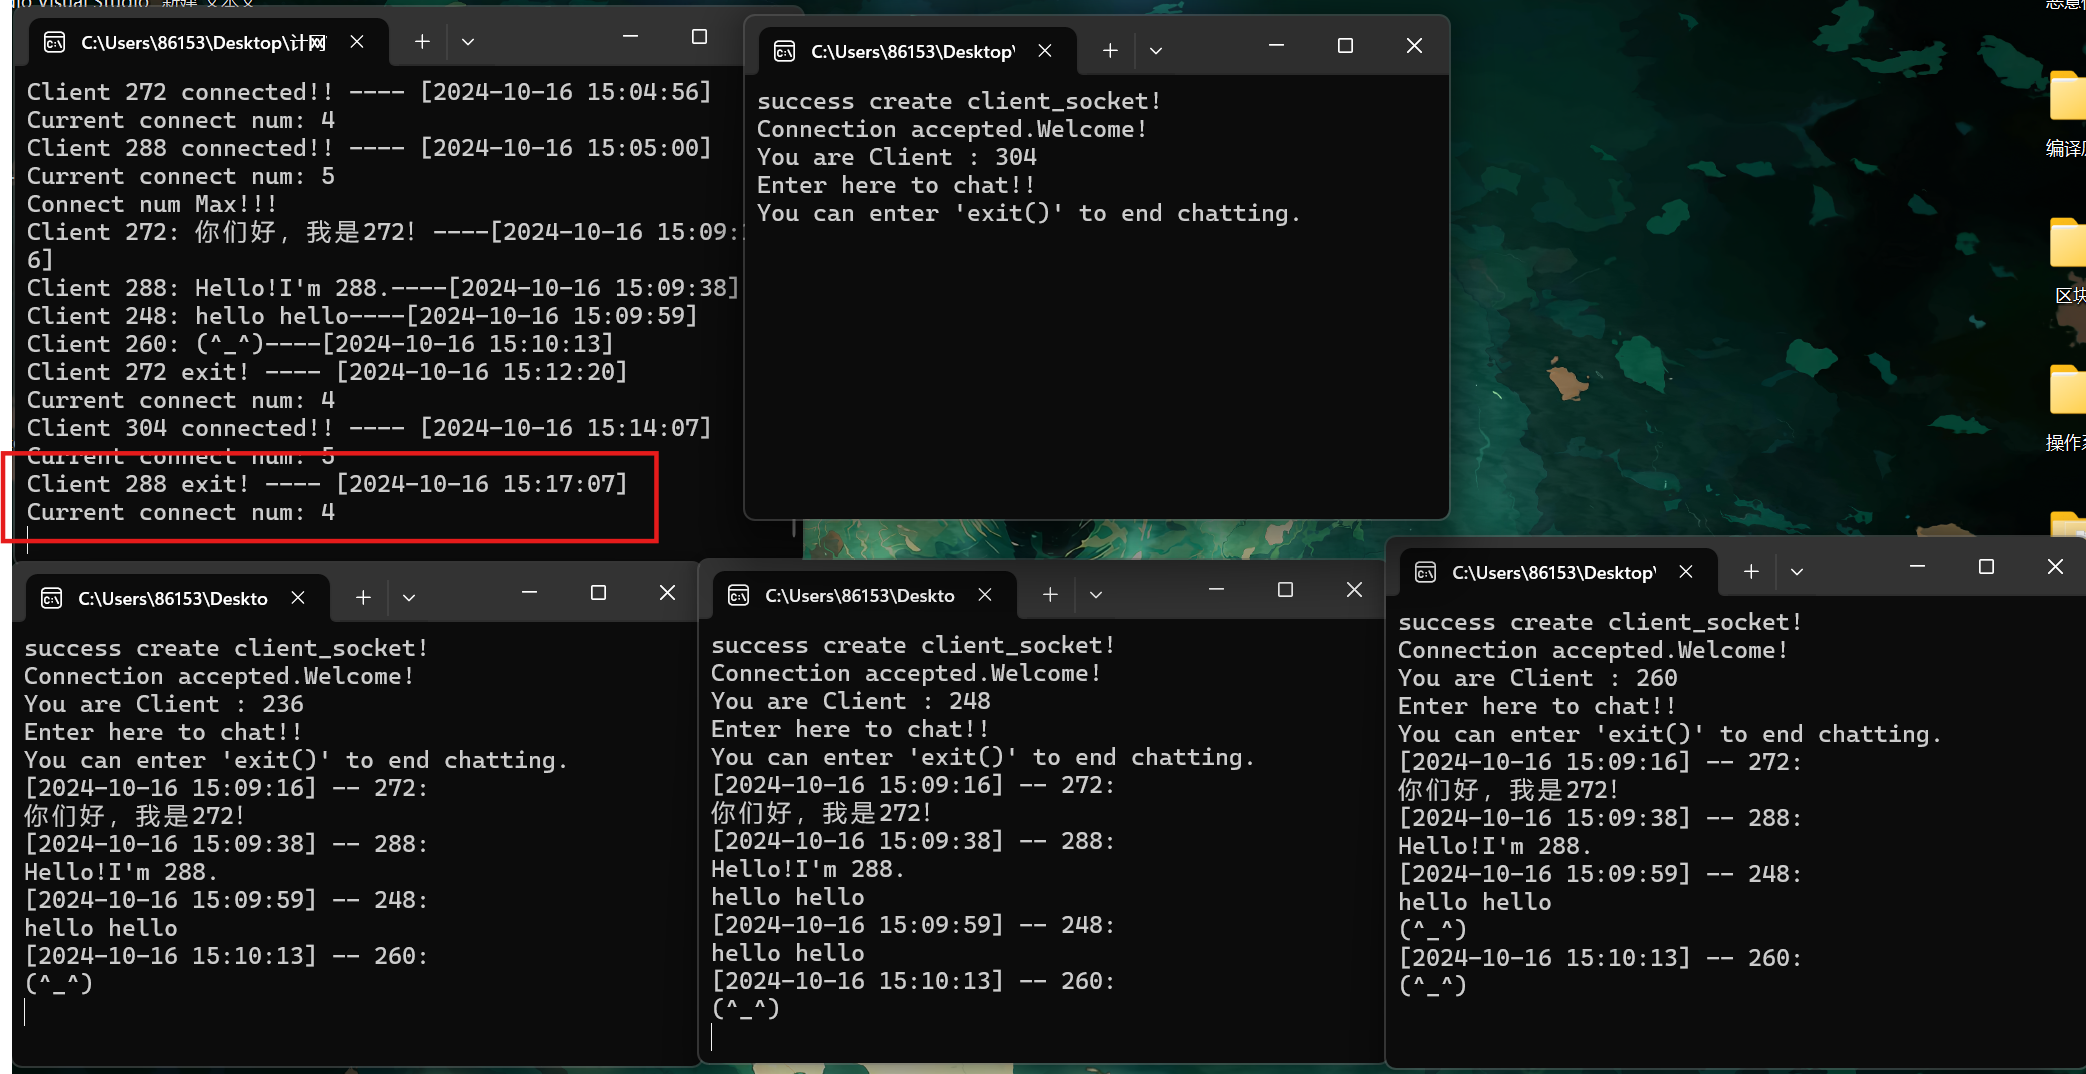 Visual Studio
新建 文本文
C:\Users\86153\Desktop\计网
Client 272 connected!! ---- [2024-10-16 15:04:56]
Current connect num: 4
Client 288 connected!! ---- [2024-10-16 15:05:00]
Current connect num: 5
Connect num Max!!!
Client 272: 你们好，我是272! ----[2024-10-16 15:09:
6]
Client 288: Hello!I'm 288.----[2024-10-16 15:09:38]
Client 248: hello hello----[2024-10-16 15:09:59]
Client 260: (^_^)----[2024-10-16 15:10:13]
Client 272 exit! ---- [2024-10-16 15:12:20]
Current connect num: 4
Client 304 connected!! ---- [2024-10-16 15:14:07]
Current connect num: 5
Client 288 exit! ---- [2024-10-16 15:17:07]
Current connect num: 4
C:\Users\86153\Desktop\
success create client_socket!
Connection accepted.Welcome!
You are Client : 304
Enter here to chat!!
You can enter 'exit()' to end chatting.
编译
区块
操作
C:\Users\86153\Deskto
success create client_socket!
Connection accepted.Welcome!
You are Client : 236
Enter here to chat!!
You can enter 'exit()' to end chatting.
[2024-10-16 15:09:16] -- 272:
你们好，我是272!
[2024-10-16 15:09:38] -- 288:
Hello!I'm 288.
[2024-10-16 15:09:59] -- 248:
hello hello
[2024-10-16 15:10:13] -- 260:
(^_^)
C:\Users\86153\Deskto
success create client_socket!
Connection accepted.Welcome!
You are Client : 248
Enter here to chat!!
You can enter 'exit()' to end chatting.
[2024-10-16 15:09:16] -- 272:
你们好，我是272!
[2024-10-16 15:09:38] -- 288:
Hello!I'm 288.
hello hello
[2024-10-16 15:09:59] -- 248:
hello hello
[2024-10-16 15:10:13] -- 260:
(^_^)
C:\Users\86153\Desktop\
success create client_socket!
Connection accepted.Welcome!
You are Client : 260
Enter here to chat!!
You can enter 'exit()' to end chatting.
[2024-10-16 15:09:16] -- 272:
你们好，我是272!
[2024-10-16 15:09:38] -- 288:
Hello!I'm 288.
[2024-10-16 15:09:59] -- 248:
hello hello
(^_^)
[2024-10-16 15:10:13] -- 260:
(^_^)